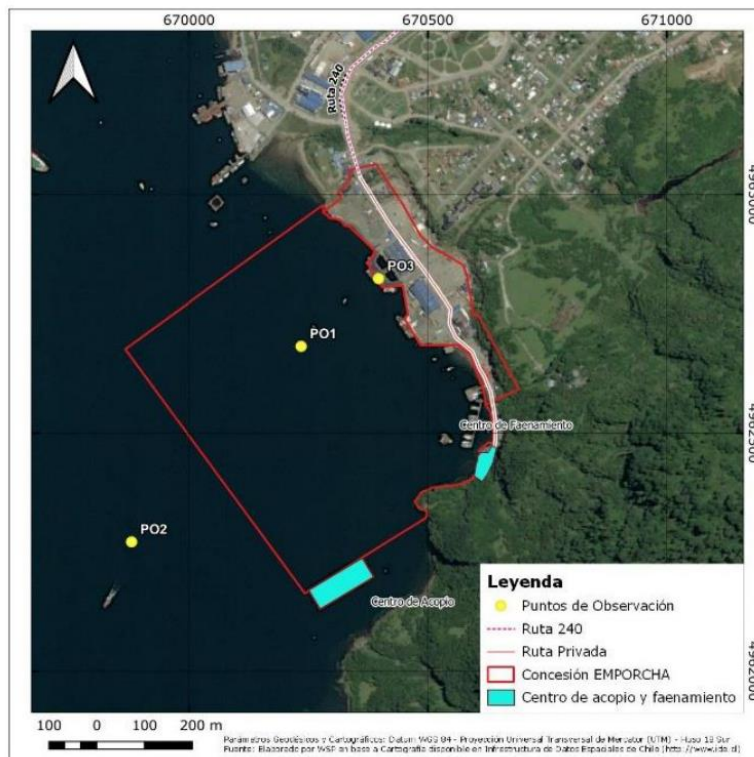 670000 670500 671000
Ruta 240
4963000
PO3
PO1
Centro de Faenamiento
4962500
PO2
Centro de Acopio
Leyenda
Puntos de Observación
Ruta 240
Ruta Privada
Concesión EMPORCHA
Centro de acopio y faenamiento
4962000
100 0 100 200 m
Parámetros Geodésicos y Cartográficos: Datum WGS 84 - Proyección Universal Transversal de Mercator (UTM) - Huso 18 Sur
Fuente: Elaborado por WSP en base a Cartografía disponible en Infraestructura de Datos Espaciales de Chile (http://www.ide.cl)